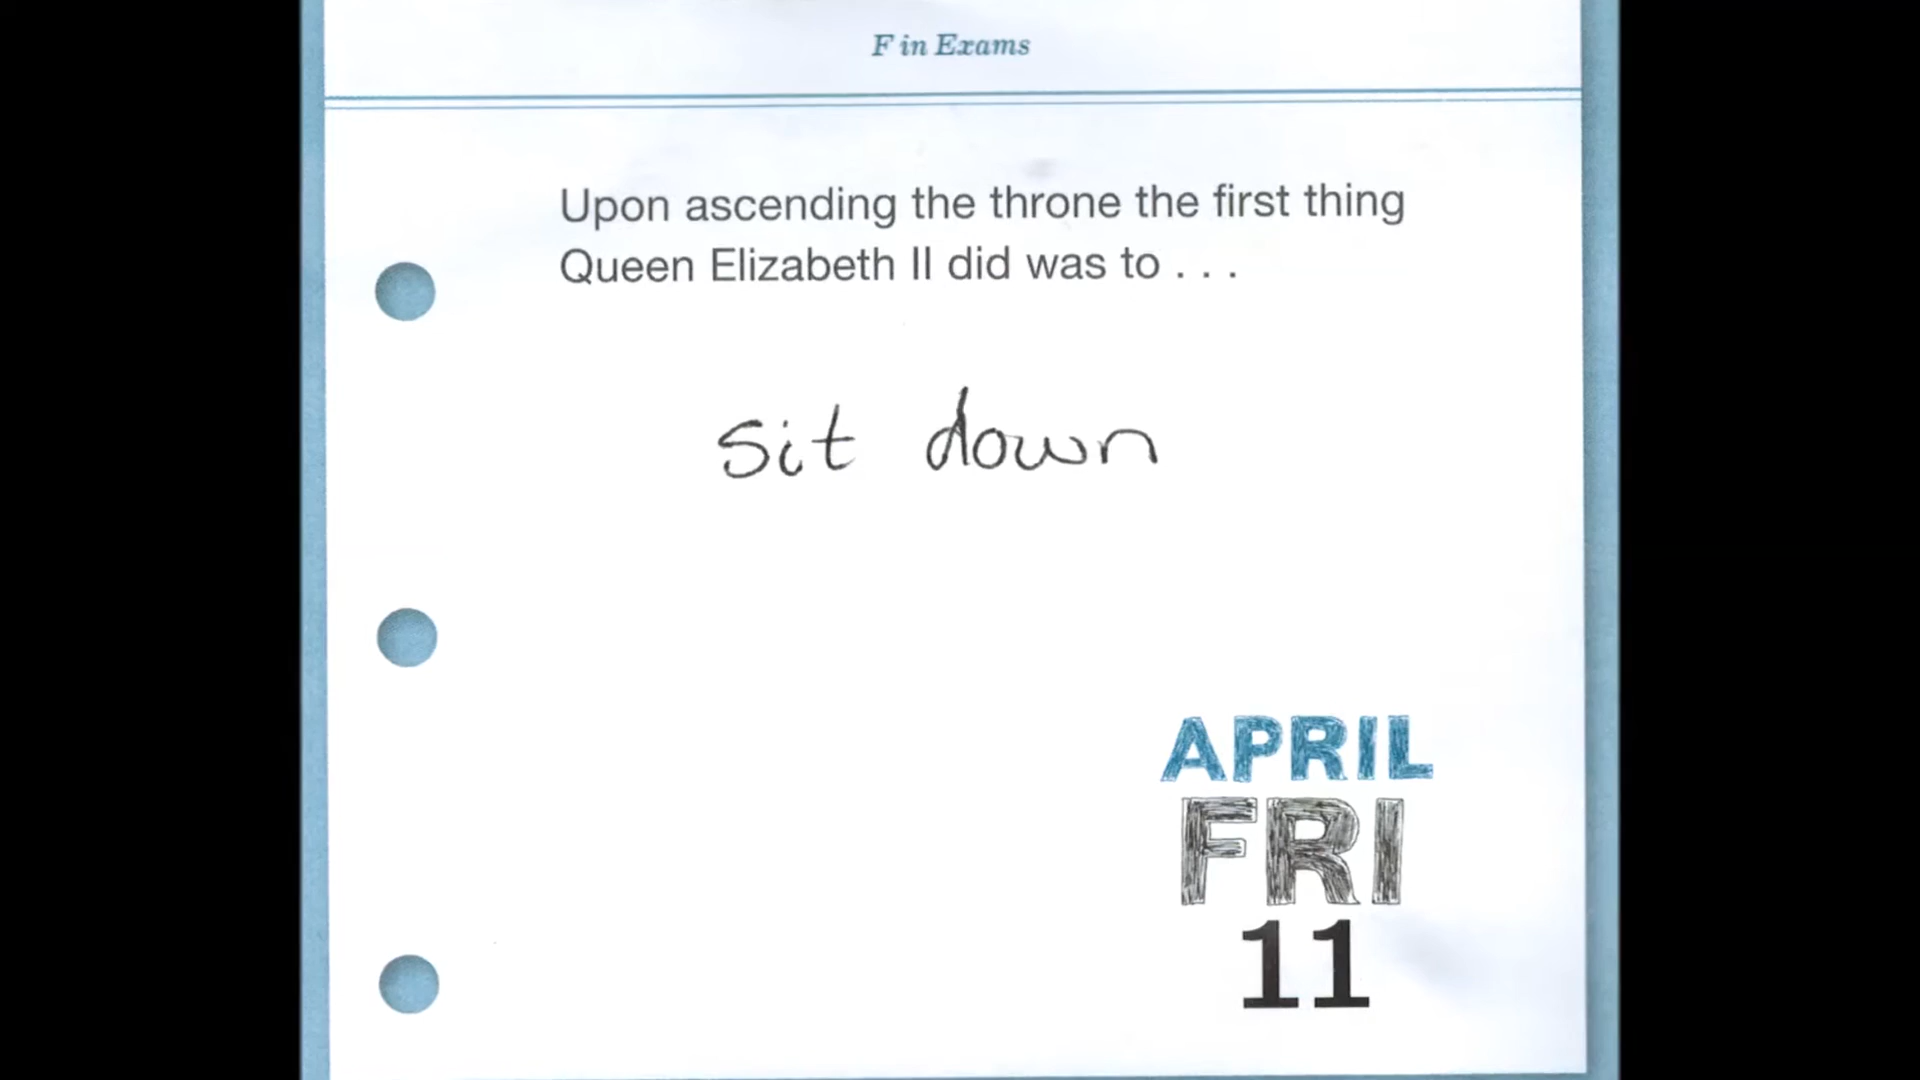 F in Exams
Upon ascending the throne the first thing
Queen Elizabeth II did was to . . .
sit down
APRIL
FRI
11